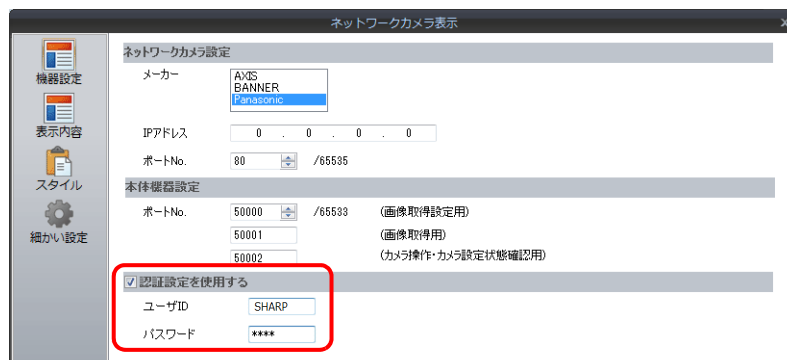 ネットワークカメラ表示
機器設定
表示内容
スタイル
細かい設定
ネットワークカメラ設定
メーカー
AXIS
BANNER
Panasonic
IPアドレス 0 . 0 . 0 . 0
ポートNo. 80 /65535
本体機器設定
ポートNo. 50000 /65533 (画像取得設定用)
50001 (画像取得用)
50002 (カメラ操作・カメラ設定状態確認用)
認証設定を使用する
ユーザID SHARP
パスワード ****